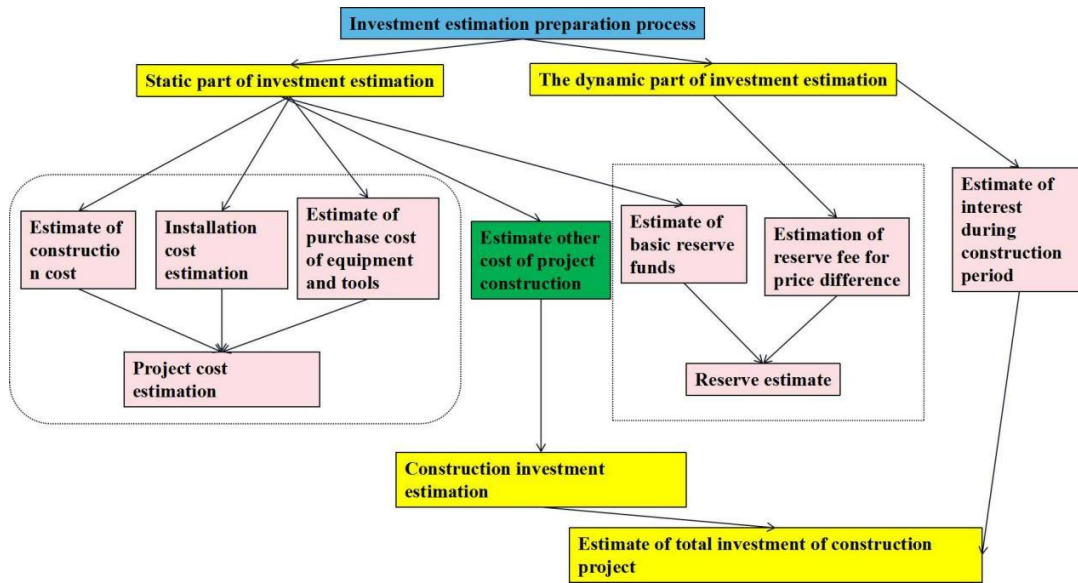 Investment estimation preparation process
Static part of investment estimation
The dynamic part of investment estimation
Estimate of
constructio
n cost
Installation
cost
estimation
Estimate of
purchase cost
of equipment
and tools
Estimate other
cost of project
construction
Estimate of
basic reserve
funds
Estimation of
reserve fee for
price difference
Estimate of
interest
during
construction
period
Project cost
estimation
Reserve estimate
Construction investment
estimation
Estimate of total investment of construction
project